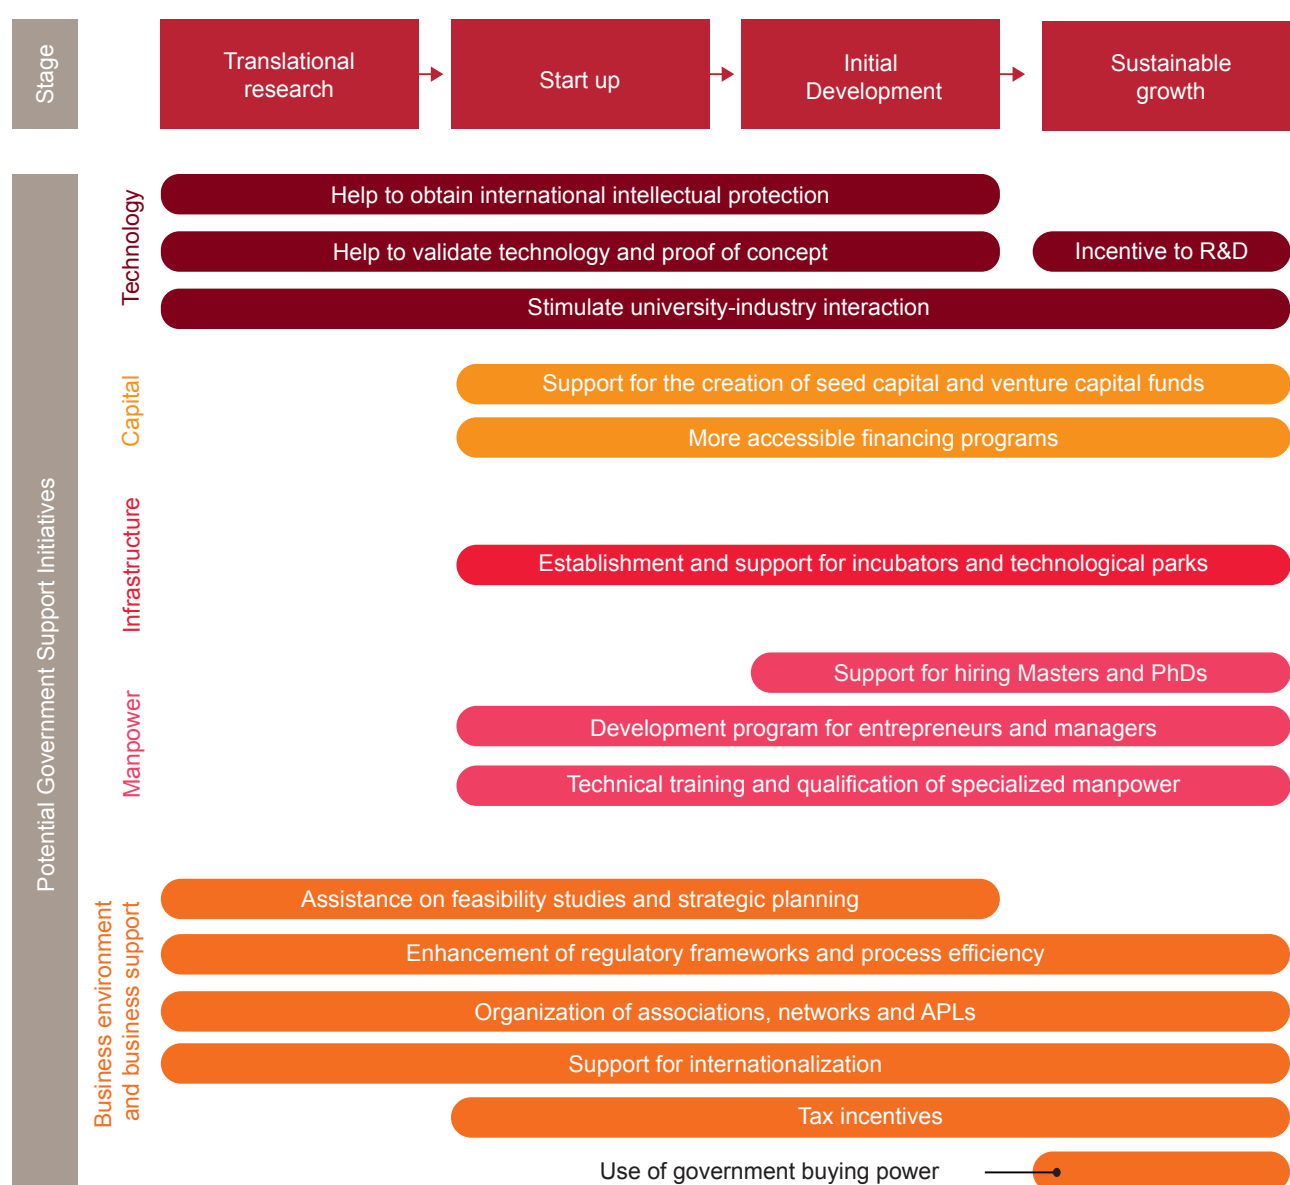 Stage
Translational
research
Start up
Initial
Development
Sustainable
growth
Potential Government Support Initiatives
Technology
Help to obtain international intellectual protection
Help to validate technology and proof of concept
Incentive to R&D
Stimulate university-industry interaction
Capital
Support for the creation of seed capital and venture capital funds
More accessible financing programs
Infrastructure
Establishment and support for incubators and technological parks
Manpower
Support for hiring Masters and PhDs
Development program for entrepreneurs and managers
Technical training and qualification of specialized manpower
Business environment
and business support
Assistance on feasibility studies and strategic planning
Enhancement of regulatory frameworks and process efficiency
Organization of associations, networks and APLs
Support for internationalization
Tax incentives
Use of government buying power